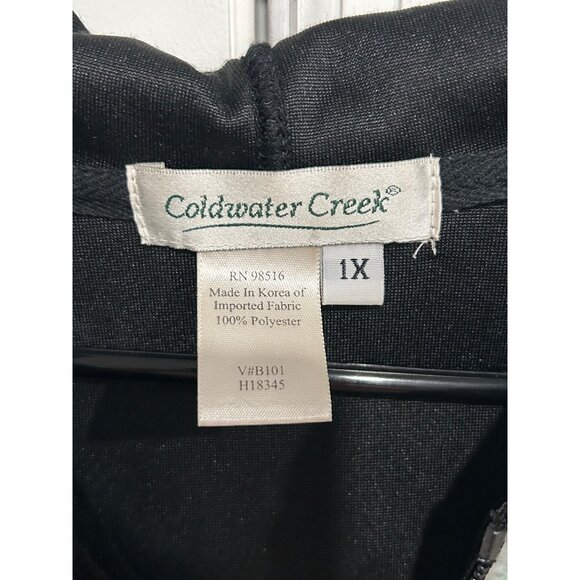 Coldwater Creek®
1X
RN 98516
Made In Korea of
Imported Fabric
100% Polyester
V#B101
H18345